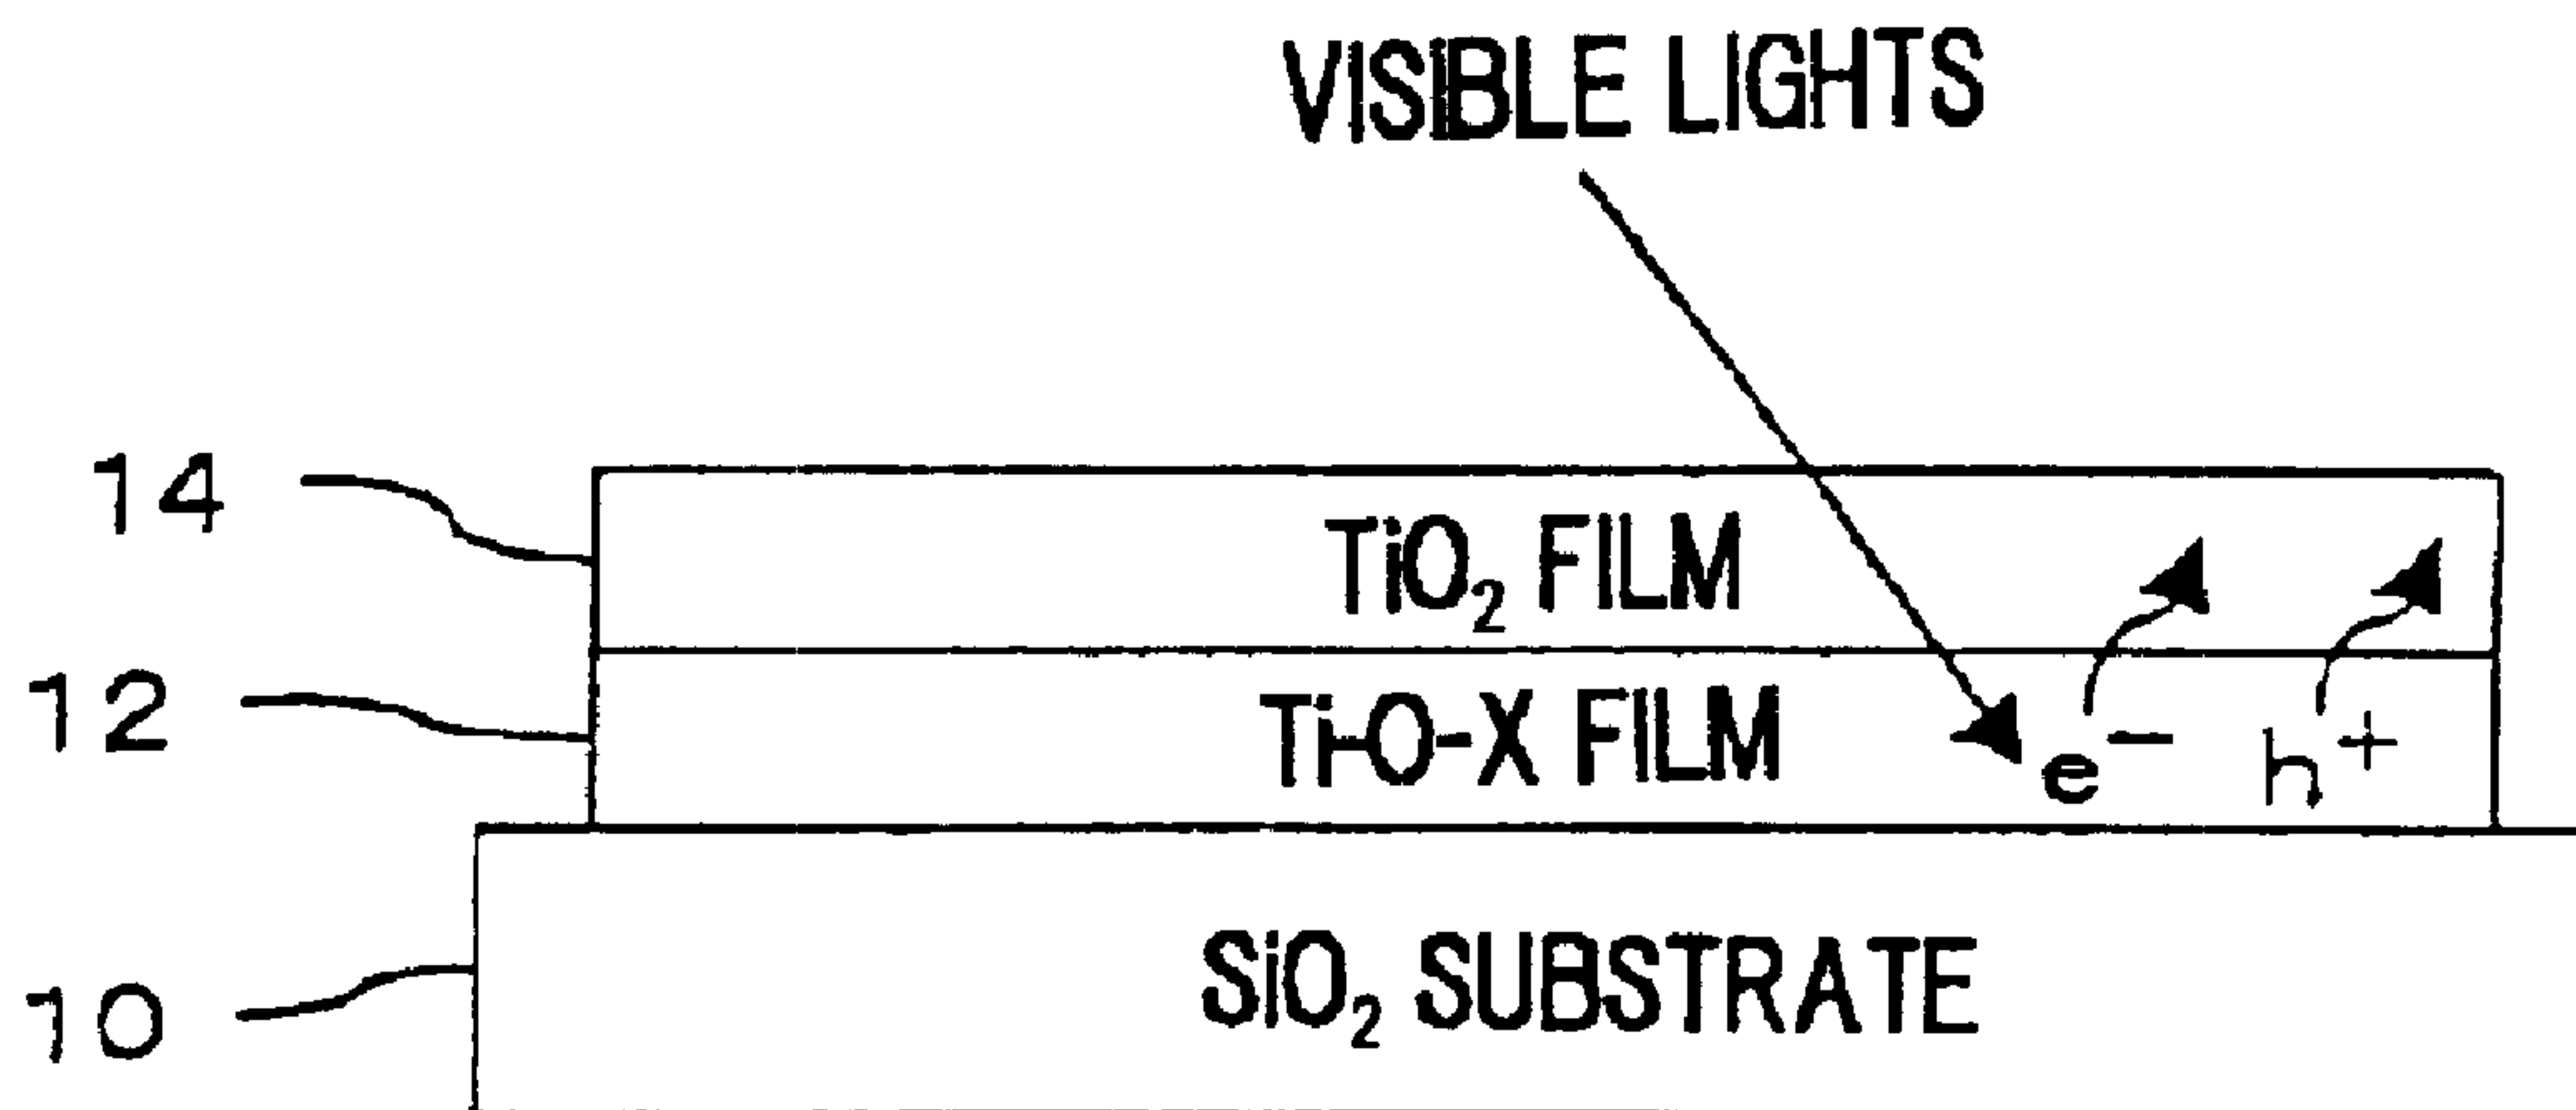 VISIBLE LIGHTS
14
TiO₂ FILM
12
Ti-O-X FILM
e⁻ h⁺
10
SiO₂ SUBSTRATE